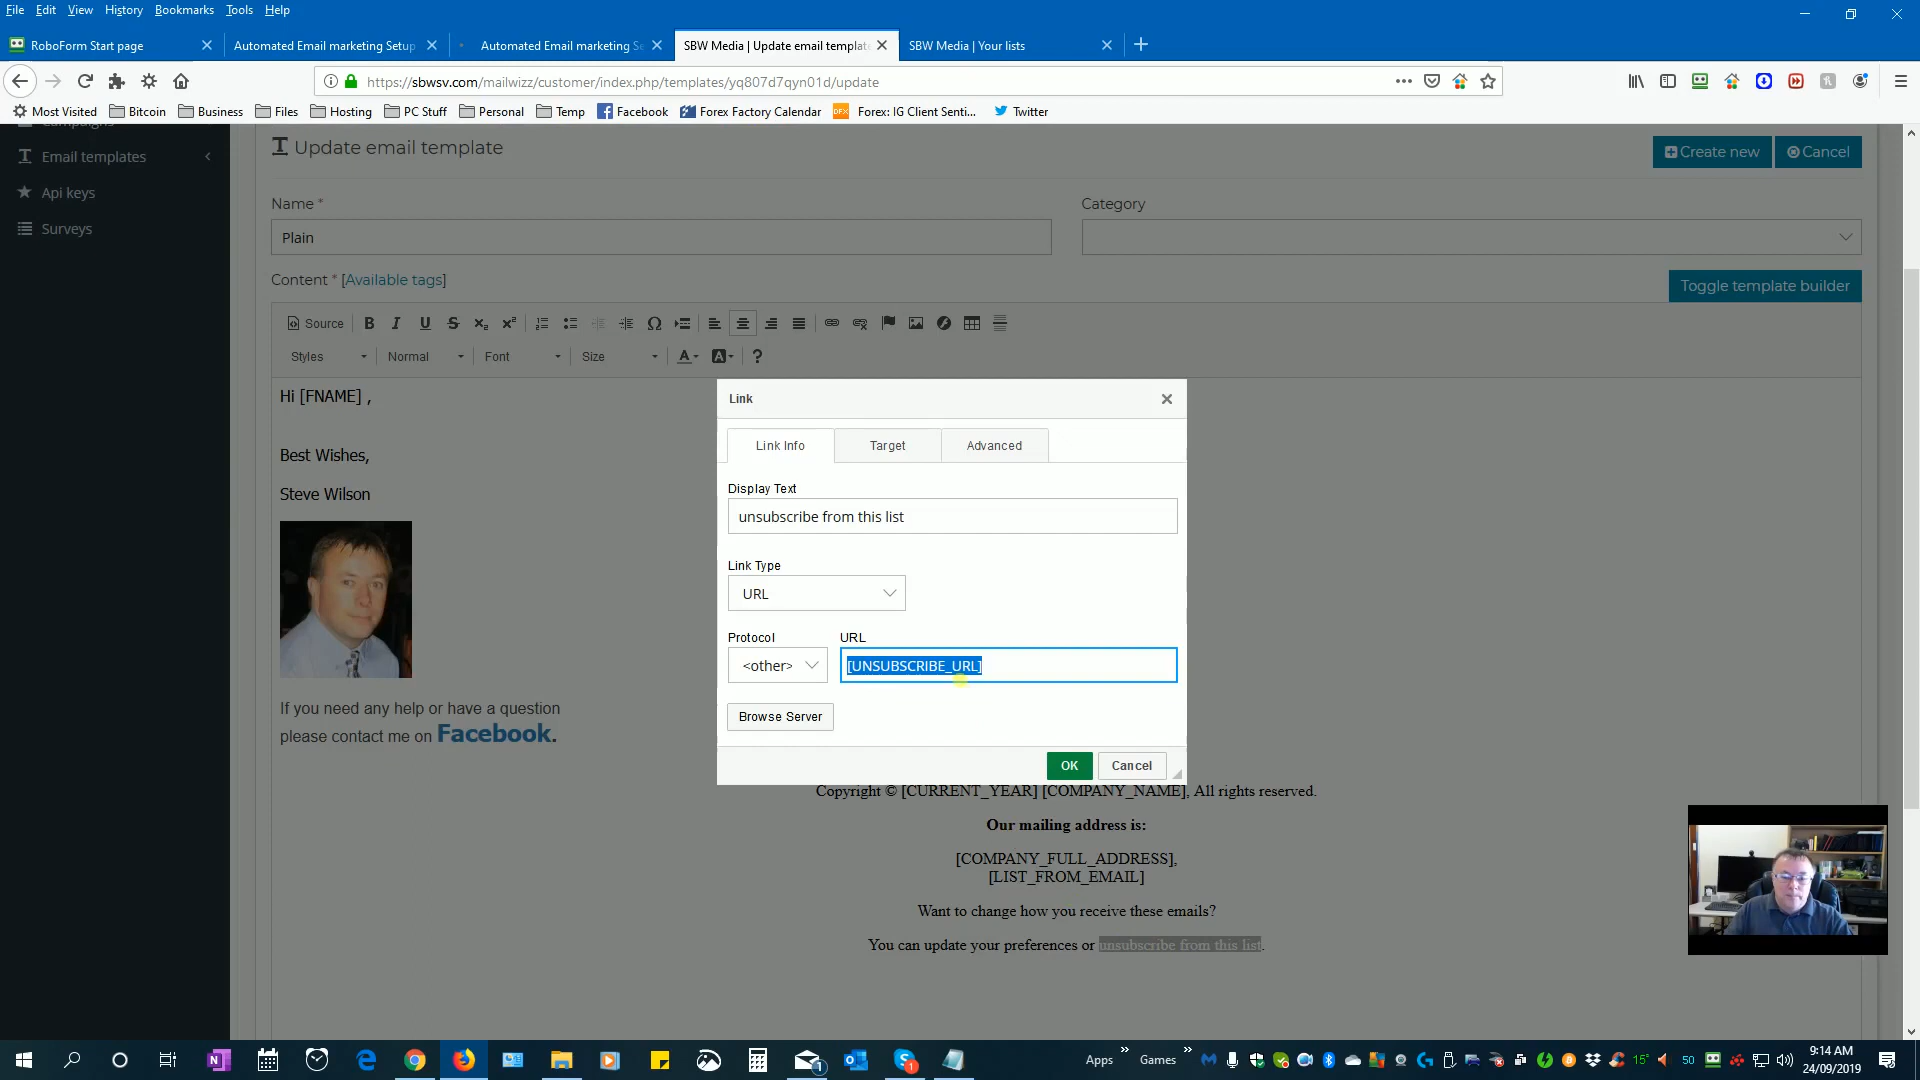 File Edit View History Bookmarks Tools Help
RoboForm Start page
Automated Email marketing Setup
Automated Email marketing Se
SBW Media | Update email template
SBW Media | Your lists
https://sbwsv.com/mailwizz/customer/index.php/templates/yq807d7qyn01d/update
Most Visited Bitcoin Business Files Hosting PC Stuff Personal Temp Facebook Forex Factory Calendar Forex: IG Client Senti... Twitter
Campaigns
Email templates
Api keys
Surveys
Update email template
Create new
Cancel
Name *
Category
Plain
Content * [Available tags]
Toggle template builder
Source
Styles Normal Font Size
Hi [FNAME] ,
Best Wishes,
Steve Wilson
If you need any help or have a question
please contact me on Facebook.
Link
Link Info Target Advanced
Display Text
unsubscribe from this list
Link Type
URL
Protocol URL
<other> [UNSUBSCRIBE_URL]
Browse Server
OK Cancel
Copyright © [CURRENT_YEAR] [COMPANY_NAME], All rights reserved.
Our mailing address is:
[COMPANY_FULL_ADDRESS],
[LIST_FROM_EMAIL]
Want to change how you receive these emails?
You can update your preferences or unsubscribe from this list.
Apps Games
15° 50
9:14 AM
24/09/2019